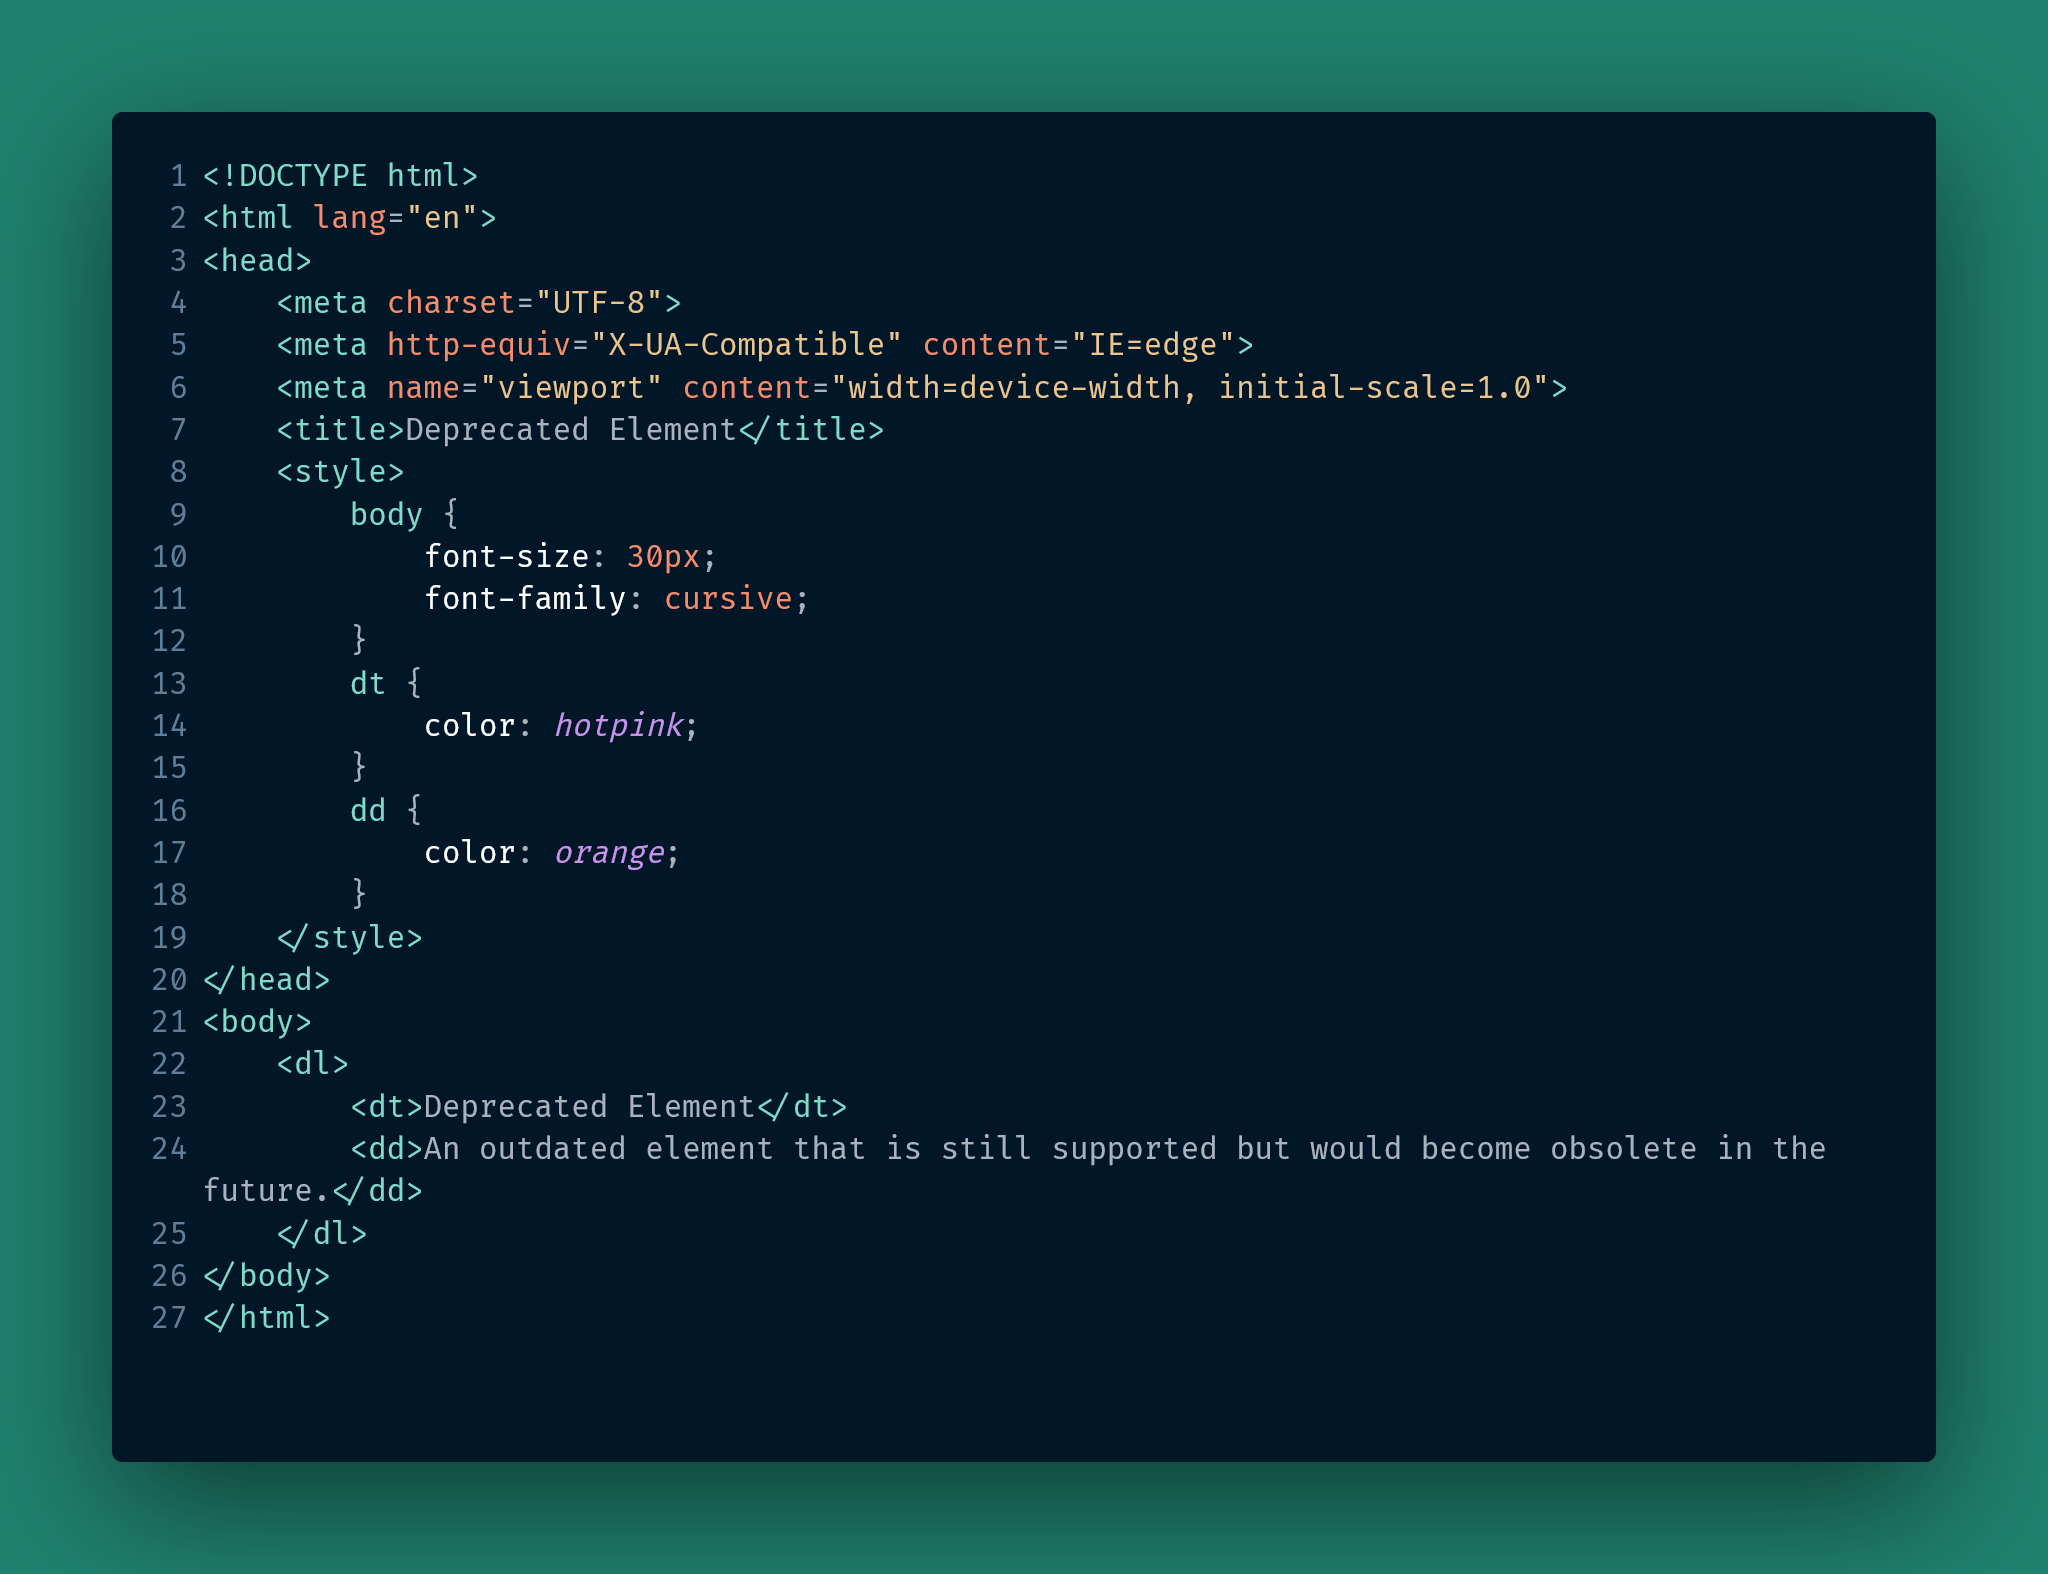 1 <!DOCTYPE html>
2 <html lang="en">
3 <head>
4     <meta charset="UTF-8">
5     <meta http-equiv="X-UA-Compatible" content="IE=edge">
6     <meta name="viewport" content="width=device-width, initial-scale=1.0">
7     <title>Deprecated Element</title>
8     <style>
9         body {
10             font-size: 30px;
11             font-family: cursive;
12         }
13         dt {
14             color: hotpink;
15         }
16         dd {
17             color: orange;
18         }
19     </style>
20 </head>
21 <body>
22     <dl>
23         <dt>Deprecated Element</dt>
24         <dd>An outdated element that is still supported but would become obsolete in the
future.</dd>
25     </dl>
26 </body>
27 </html>